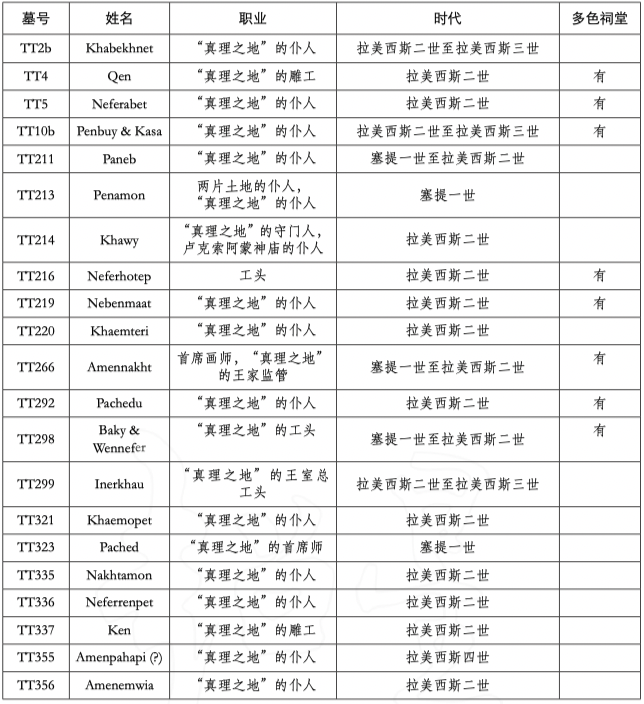 墓号 姓名 职业 时代 多色祠堂
TT2b Khabekhnet “真理之地”的仆人 拉美西斯二世至拉美西斯三世
TT4 Qen “真理之地”的雕工 拉美西斯二世 有
TT5 Neferabet “真理之地”的仆人 拉美西斯二世 有
TT10b Penbuy & Kasa “真理之地”的仆人 拉美西斯二世至拉美西斯三世 有
TT211 Paneb “真理之地”的仆人 塞提一世至拉美西斯二世
TT213 Penamon 两片土地的仆人，
“真理之地”的仆人 塞提一世
TT214 Khawy “真理之地”的守门人，
卢克索阿蒙神庙的仆人 拉美西斯二世
TT216 Neferhotep 工头 拉美西斯二世 有
TT219 Nebenmaat “真理之地”的仆人 拉美西斯二世 有
TT220 Khaemteri “真理之地”的仆人 拉美西斯二世
TT266 Amennakht 首席画师，“真理之地”
的王家监管 塞提一世至拉美西斯二世 有
TT292 Pachedu “真理之地”的仆人 拉美西斯二世 有
TT298 Baky &
Wennefer “真理之地”的工头 塞提一世至拉美西斯二世 有
TT299 Inerkhau “真理之地”的王室总
工头 拉美西斯二世至拉美西斯三世
TT321 Khaemopet “真理之地”的仆人 拉美西斯二世
TT323 Pached “真理之地”的首席师 塞提一世
TT335 Nakhtamon “真理之地”的仆人 拉美西斯二世
TT336 Neferrenpet “真理之地”的仆人 拉美西斯二世
TT337 Ken “真理之地”的雕工 拉美西斯二世
TT355 Amenpahapi (?) “真理之地”的仆人 拉美西斯四世
TT356 Amenemwia “真理之地”的仆人 拉美西斯二世